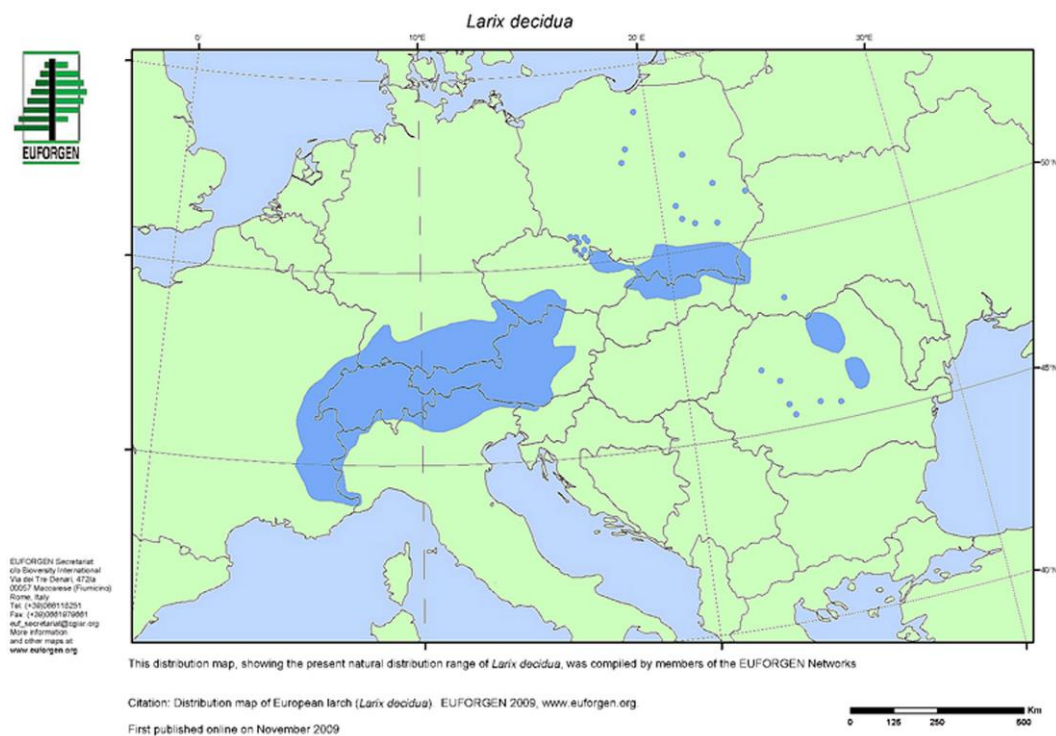 Larix decidua
0°
10°E
20°E
30°E
50°N
45°N
40°N
EUFORGEN
EUFORGEN Secretariat
c/o Bioversity International
Via dei Tre Denari, 472/a
00057 Maccarese (Fiumicino)
Rome, Italy
Tel. (+39)066118251
Fax: (+39)0661979661
euf_secretariat@cgiar.org
More information
and other maps at:
www.euforgen.org
This distribution map, showing the present natural distribution range of Larix decidua, was compiled by members of the EUFORGEN Networks
Citation: Distribution map of European larch (Larix decidua). EUFORGEN 2009, www.euforgen.org.
First published online on November 2009
Km
0 125 250 500